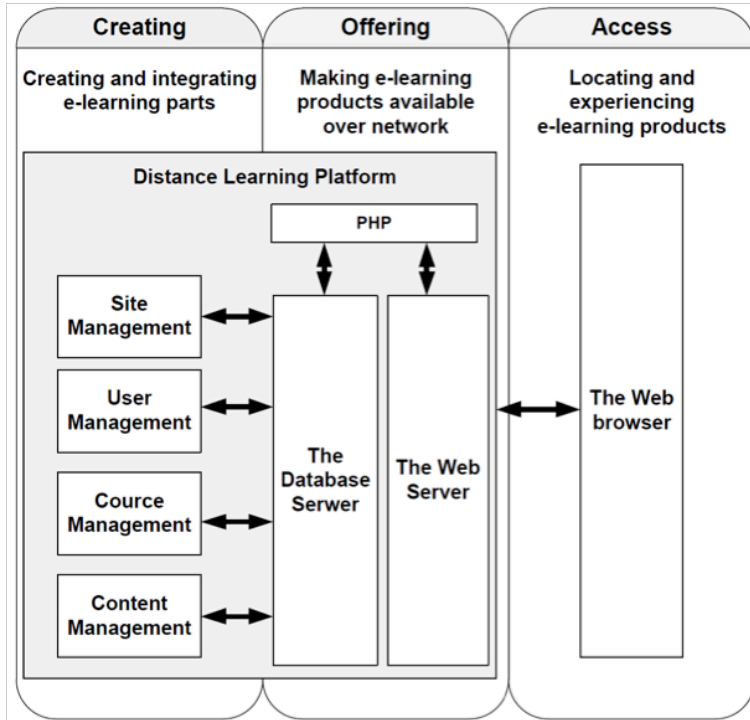 Creating
Offering
Access
Creating and integrating
e-learning parts
Making e-learning
products available
over network
Locating and
experiencing
e-learning products
Distance Learning Platform
PHP
Site
Management
User
Management
Cource
Management
Content
Management
The
Database
Serwer
The Web
Server
The Web
browser